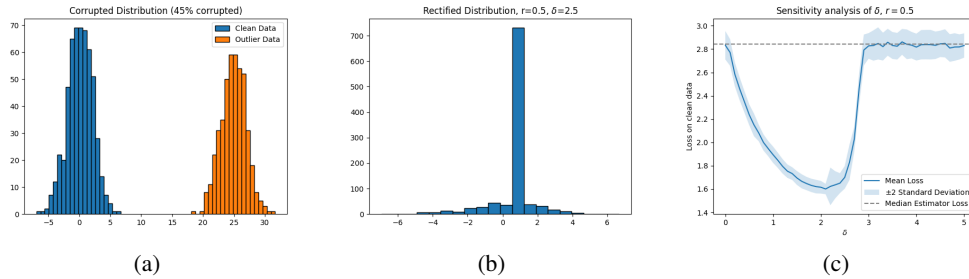 Corrupted Distribution (45% corrupted)
70
60
50
40
30
20
10
0
Clean Data
Outlier Data
−5 0 5 10 15 20 25 30
(a)
Rectified Distribution, r=0.5, δ=2.5
700
600
500
400
300
200
100
0
−6 −4 −2 0 2 4 6
(b)
Sensitivity analysis of δ, r = 0.5
Loss on clean data
3.0
2.8
2.6
2.4
2.2
2.0
1.8
1.6
1.4
Mean Loss
±2 Standard Deviation
Median Estimator Loss
0 1 2 3 4 5
δ
(c)